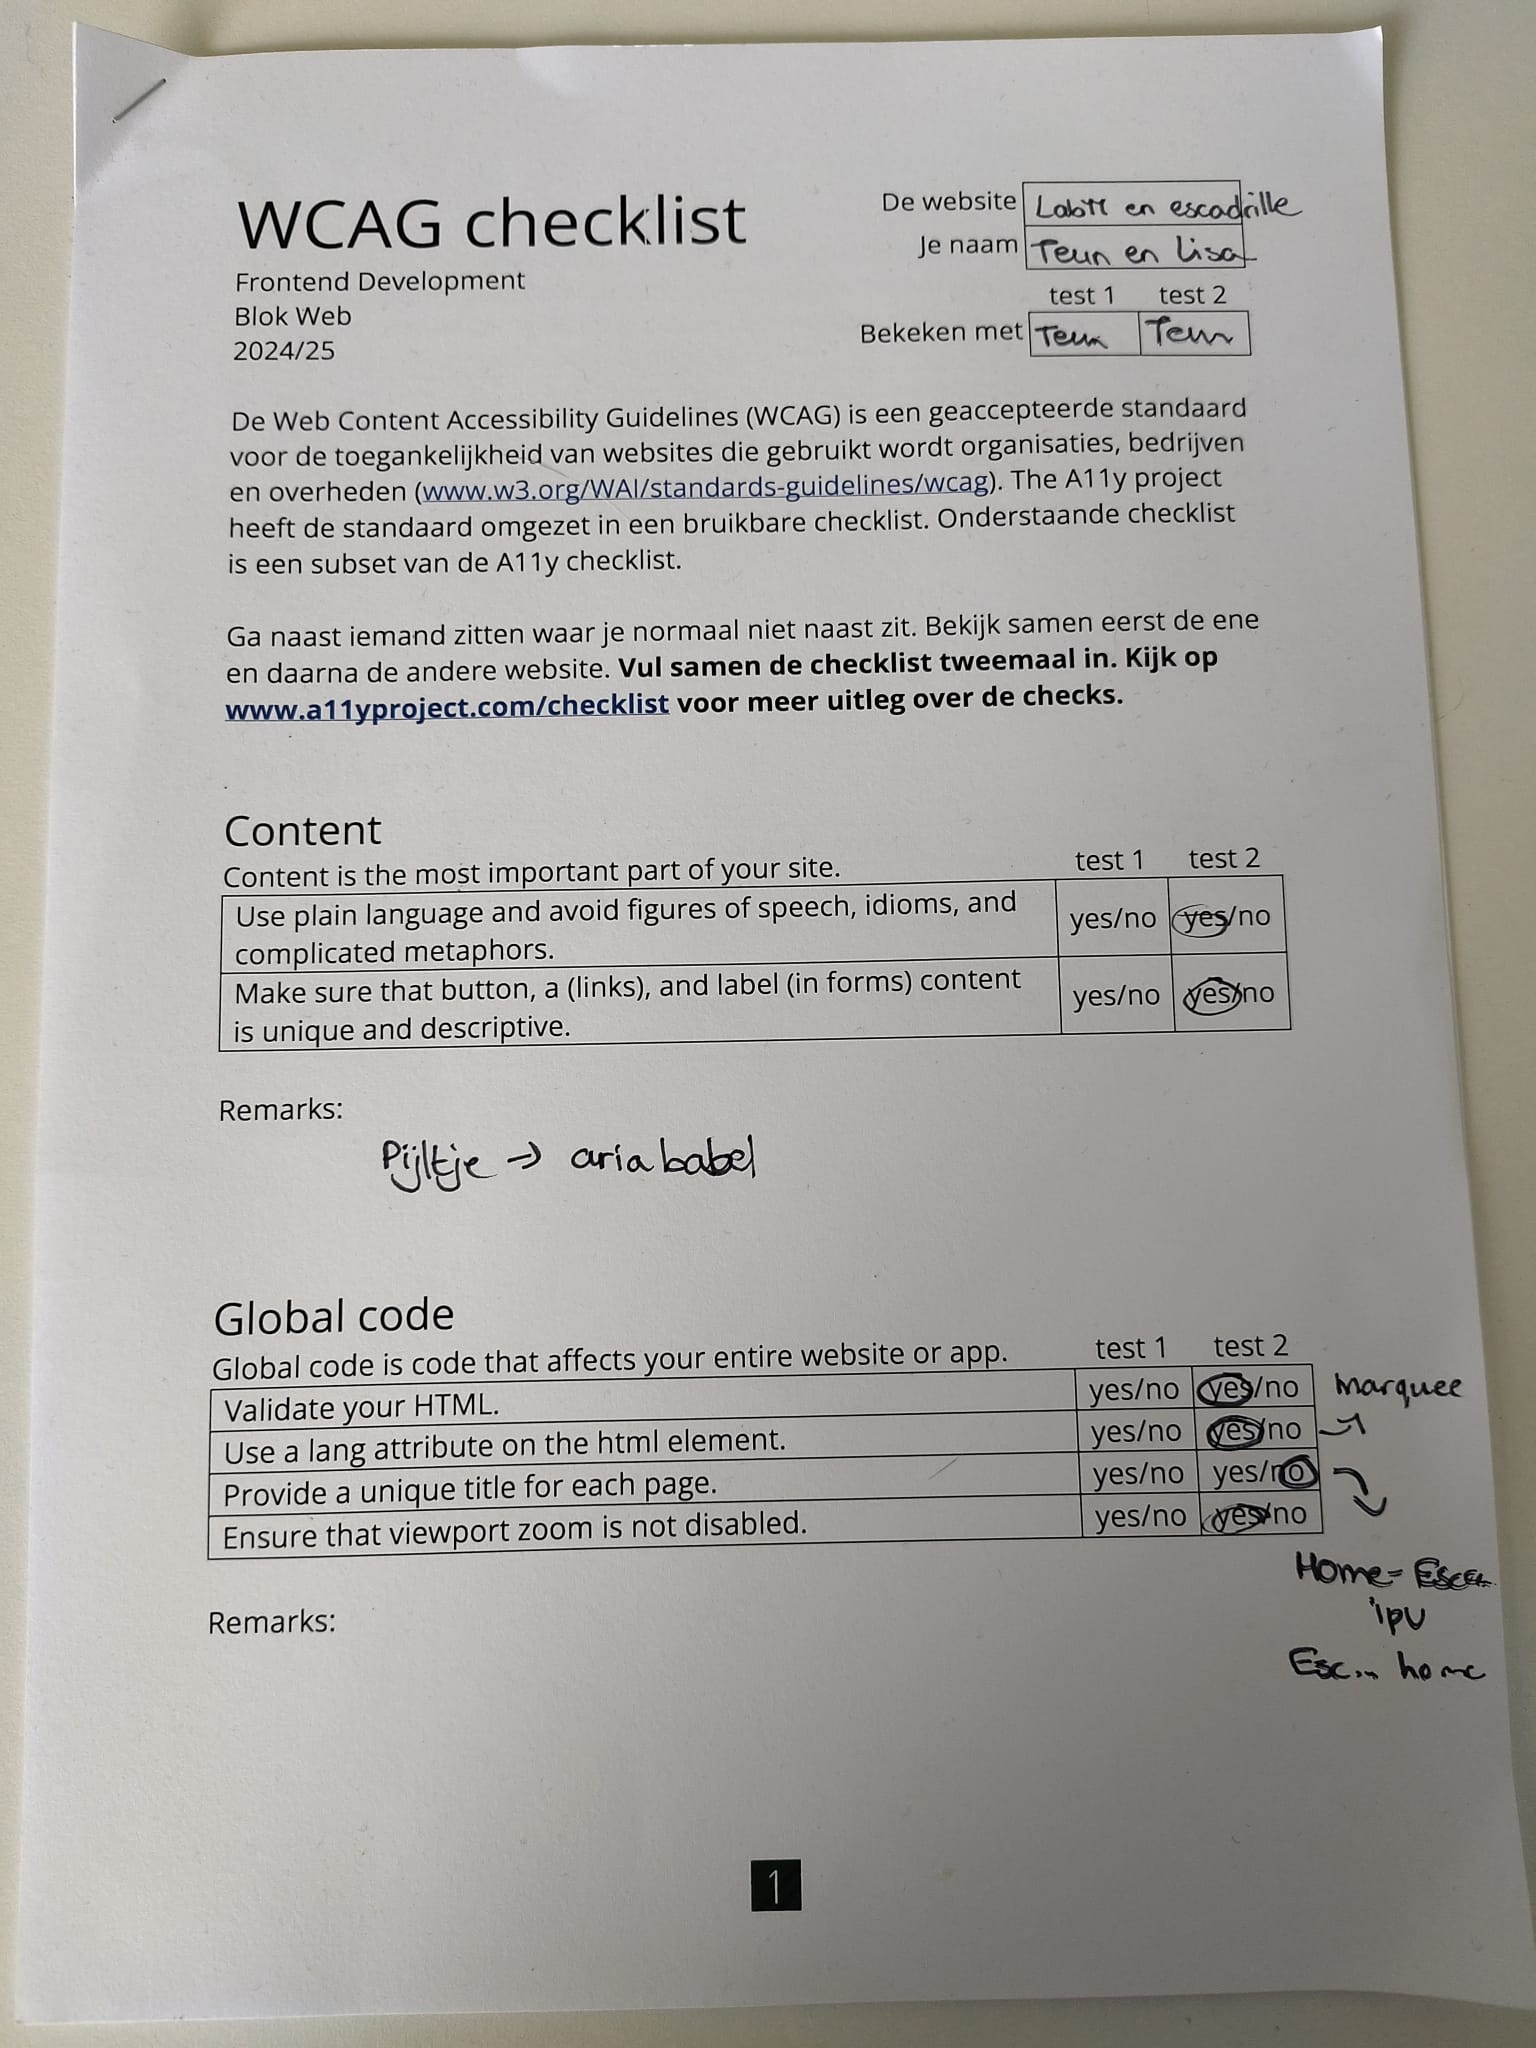 WCAG checklist
Frontend Development
Blok Web
2024/25
De website en escadrille
Je naam Teun en Lisa
test 1 test 2
Bekeken met Teun Teun
De Web Content Accessibility Guidelines (WCAG) is een geaccepteerde standaard
voor de toegankelijkheid van websites die gebruikt wordt organisaties, bedrijven
en overheden (www.w3.org/WAI/standards-guidelines/wcag). The A11y project
heeft de standaard omgezet in een bruikbare checklist. Onderstaande checklist
is een subset van de A11y checklist.
Ga naast iemand zitten waar je normaal niet naast zit. Bekijk samen eerst de ene
en daarna de andere website. Vul samen de checklist tweemaal in. Kijk op
www.a11yproject.com/checklist voor meer uitleg over de checks.
Content
Content is the most important part of your site. test 1 test 2
Use plain language and avoid figures of speech, idioms, and
complicated metaphors. yes/no yes/no
Make sure that button, a (links), and label (in forms) content
is unique and descriptive. yes/no yes/no
Remarks:
Pijltje → aria babel
Global code
Global code is code that affects your entire website or app. test 1 test 2
Validate your HTML. yes/no yes/no marquee
Use a lang attribute on the html element. yes/no yes/no
Provide a unique title for each page. yes/no yes/no
Ensure that viewport zoom is not disabled. yes/no yes/no
Home=
ipv
Esc... home
Remarks:
1